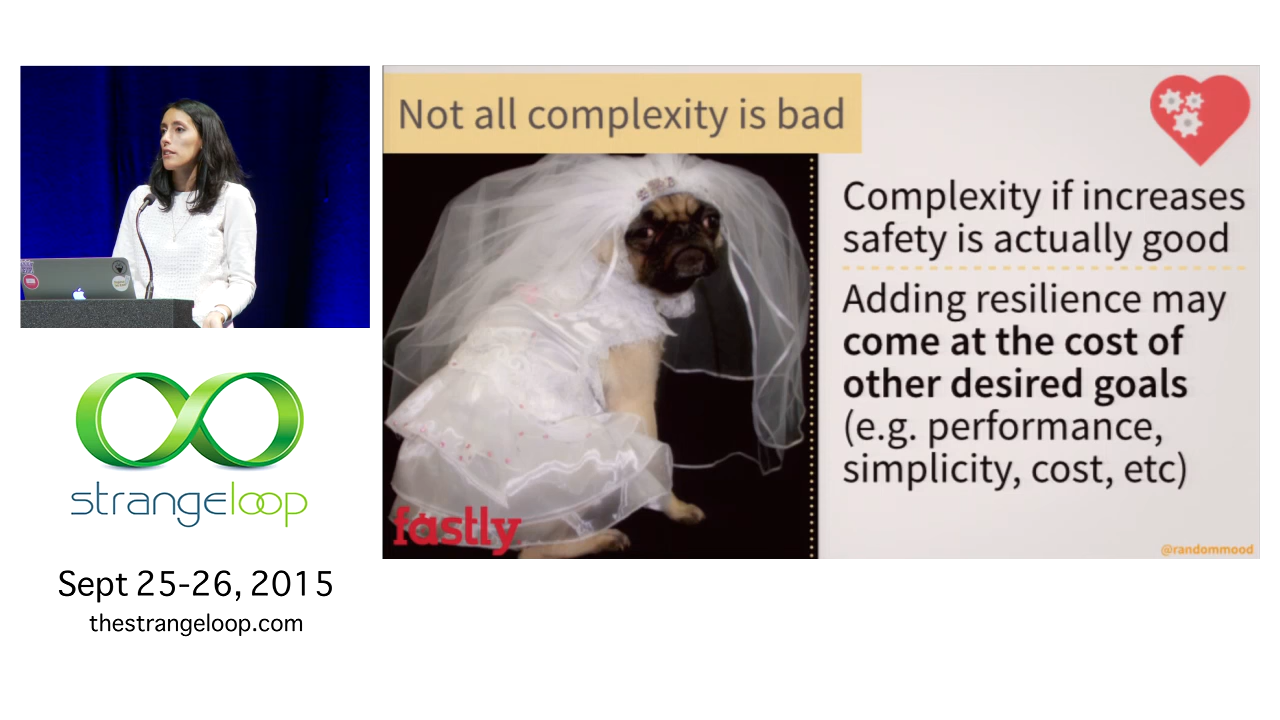 Not all complexity is bad
Complexity if increases
safety is actually good
Adding resilience may
come at the cost of
other desired goals
(e.g. performance,
simplicity, cost, etc)
fastly
@randommood
strangeloop
Sept 25-26, 2015
thestrangeloop.com